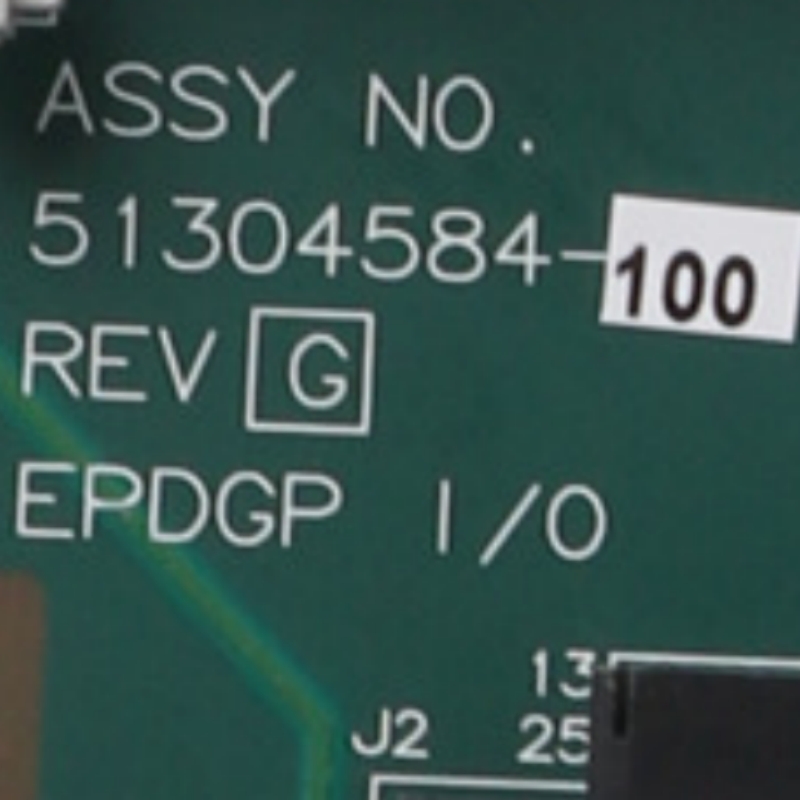 ASSY NO.
51304584-100
REV G
EPDGP I/O
13
J2 25